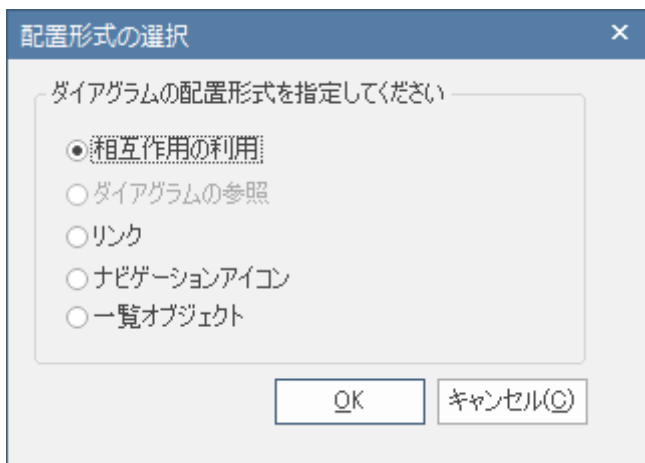 配置形式の選択
ダイアグラムの配置形式を指定してください
相互作用の利用
ダイアグラムの参照
リンク
ナビゲーションアイコン
一覧オブジェクト
OK キャンセル(C)